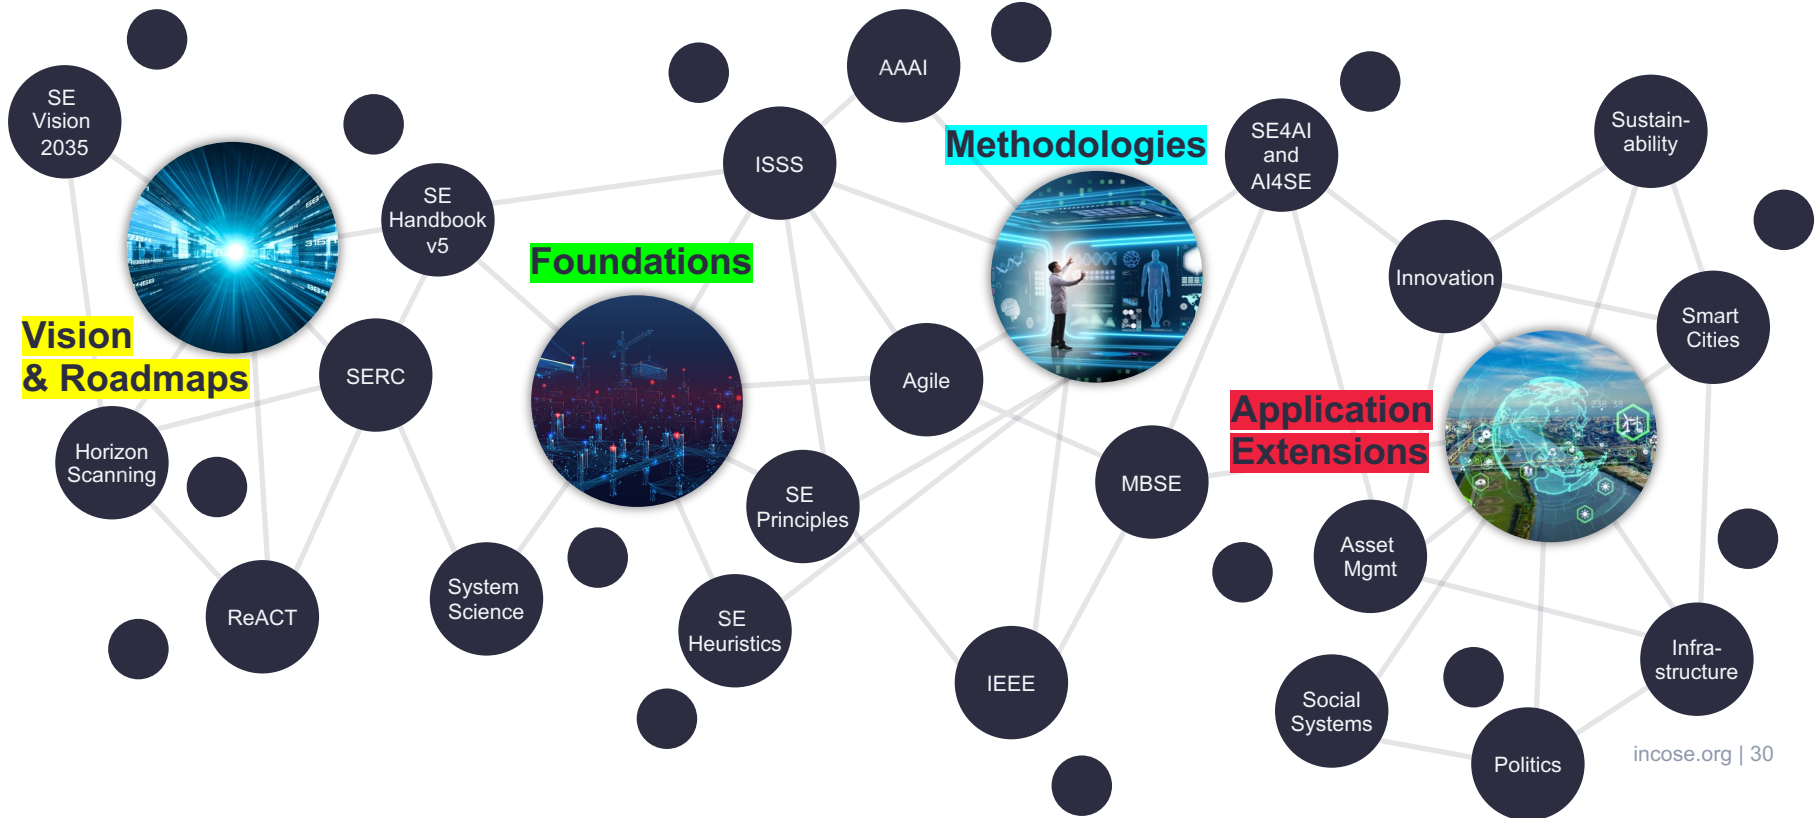 SE
Vision
2035
Vision
& Roadmaps
Horizon
Scanning
ReACT
SERC
SE
Handbook
v5
Foundations
System
Science
ISSS
AAAI
SE
Principles
SE
Heuristics
Agile
Methodologies
IEEE
MBSE
SE4AI
and
AI4SE
Application
Extensions
Innovation
Sustain-
ability
Smart
Cities
Asset
Mgmt
Social
Systems
Politics
Infra-
structure
incose.org | 30